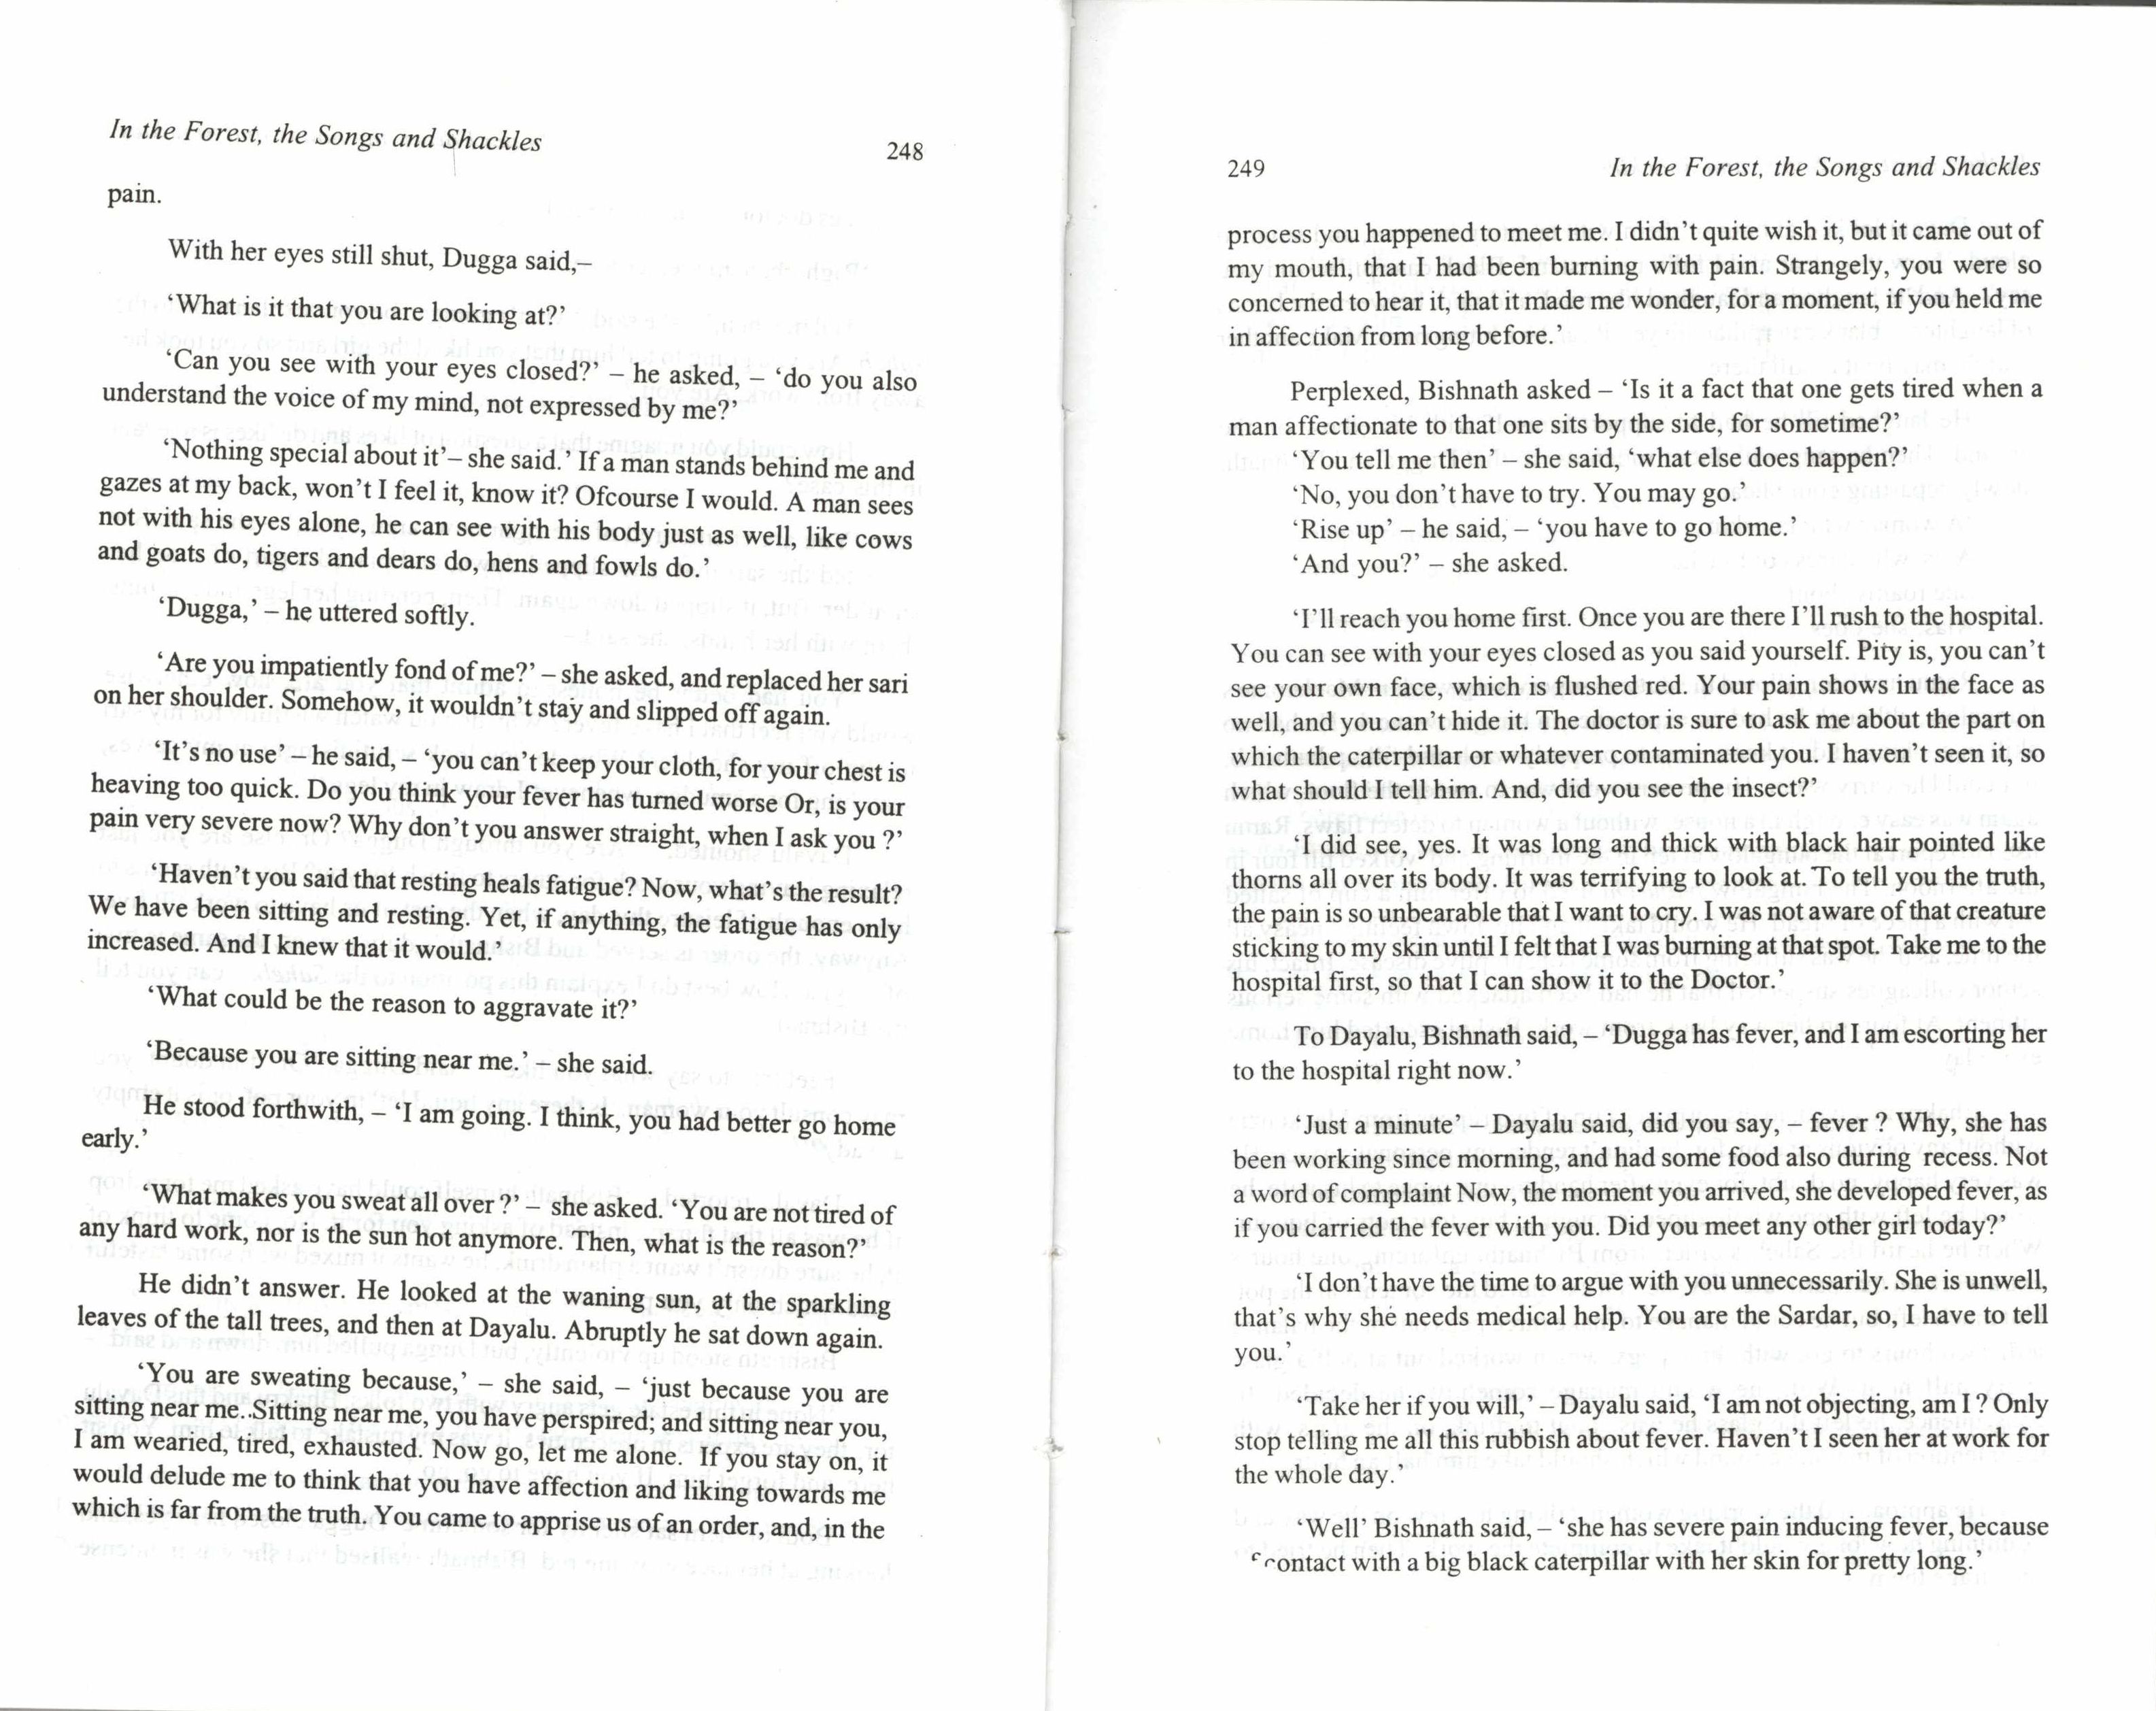 In the Forest, the Songs and Shackles
248
pain.
With her eyes still shut, Dugga said,–
‘What is it that you are looking at?’
‘Can you see with your eyes closed?’ – he asked, – ‘do you also
understand the voice of my mind, not expressed by me?’
‘Nothing special about it’– she said.’ If a man stands behind me and
gazes at my back, won’t I feel it, know it? Ofcourse I would. A man sees
not with his eyes alone, he can see with his body just as well, like cows
and goats do, tigers and dears do, hens and fowls do.’
‘Dugga,’ – he uttered softly.
‘Are you impatiently fond of me?’ – she asked, and replaced her sari
on her shoulder. Somehow, it wouldn’t stay and slipped off again.
‘It’s no use’ – he said, – ‘you can’t keep your cloth, for your chest is
heaving too quick. Do you think your fever has turned worse Or, is your
pain very severe now? Why don’t you answer straight, when I ask you ?’
‘Haven’t you said that resting heals fatigue? Now, what’s the result?
We have been sitting and resting. Yet, if anything, the fatigue has only
increased. And I knew that it would.’
‘What could be the reason to aggravate it?’
‘Because you are sitting near me.’ – she said.
He stood forthwith, – ‘I am going. I think, you had better go home
early.’
‘What makes you sweat all over ?’ – she asked. ‘You are not tired of
any hard work, nor is the sun hot anymore. Then, what is the reason?’
He didn’t answer. He looked at the waning sun, at the sparkling
leaves of the tall trees, and then at Dayalu. Abruptly he sat down again.
‘You are sweating because,’ – she said, – ‘just because you are
sitting near me. Sitting near me, you have perspired; and sitting near you,
I am wearied, tired, exhausted. Now go, let me alone. If you stay on, it
would delude me to think that you have affection and liking towards me
which is far from the truth. You came to apprise us of an order, and, in the
249
In the Forest, the Songs and Shackles
process you happened to meet me. I didn’t quite wish it, but it came out of
my mouth, that I had been burning with pain. Strangely, you were so
concerned to hear it, that it made me wonder, for a moment, if you held me
in affection from long before.’
Perplexed, Bishnath asked – ‘Is it a fact that one gets tired when a
man affectionate to that one sits by the side, for sometime?’
‘You tell me then’ – she said, ‘what else does happen?’
‘No, you don’t have to try. You may go.’
‘Rise up’ – he said, – ‘you have to go home.’
‘And you?’ – she asked.
‘I’ll reach you home first. Once you are there I’ll rush to the hospital.
You can see with your eyes closed as you said yourself. Pity is, you can’t
see your own face, which is flushed red. Your pain shows in the face as
well, and you can’t hide it. The doctor is sure to ask me about the part on
which the caterpillar or whatever contaminated you. I haven’t seen it, so
what should I tell him. And, did you see the insect?’
‘I did see, yes. It was long and thick with black hair pointed like
thorns all over its body. It was terrifying to look at. To tell you the truth,
the pain is so unbearable that I want to cry. I was not aware of that creature
sticking to my skin until I felt that I was burning at that spot. Take me to the
hospital first, so that I can show it to the Doctor.’
To Dayalu, Bishnath said, – ‘Dugga has fever, and I am escorting her
to the hospital right now.’
‘Just a minute’ – Dayalu said, did you say, – fever ? Why, she has
been working since morning, and had some food also during recess. Not
a word of complaint Now, the moment you arrived, she developed fever, as
if you carried the fever with you. Did you meet any other girl today?’
‘I don’t have the time to argue with you unnecessarily. She is unwell,
that’s why she needs medical help. You are the Sardar, so, I have to tell
you.’
‘Take her if you will,’ – Dayalu said, ‘I am not objecting, am I ? Only
stop telling me all this rubbish about fever. Haven’t I seen her at work for
the whole day.’
‘Well’ Bishnath said, – ‘she has severe pain inducing fever, because
contact with a big black caterpillar with her skin for pretty long.’